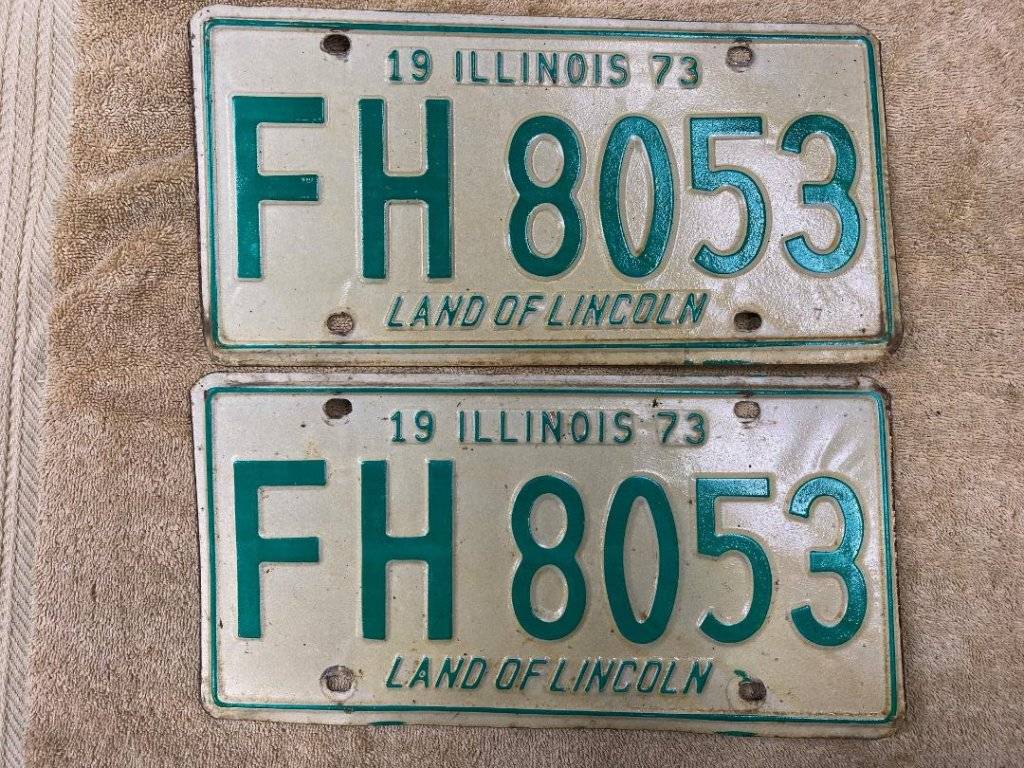 19 ILLINOIS 73
FH 8053
LAND OF LINCOLN
19 ILLINOIS 73
FH 8053
LAND OF LINCOLN